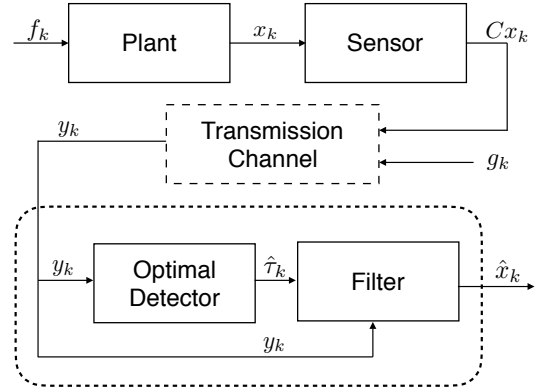 f_k
Plant
x_k
Sensor
Cx_k
y_k
Transmission
Channel
g_k
y_k
Optimal
Detector
τ̂_k
Filter
x̂_k
y_k